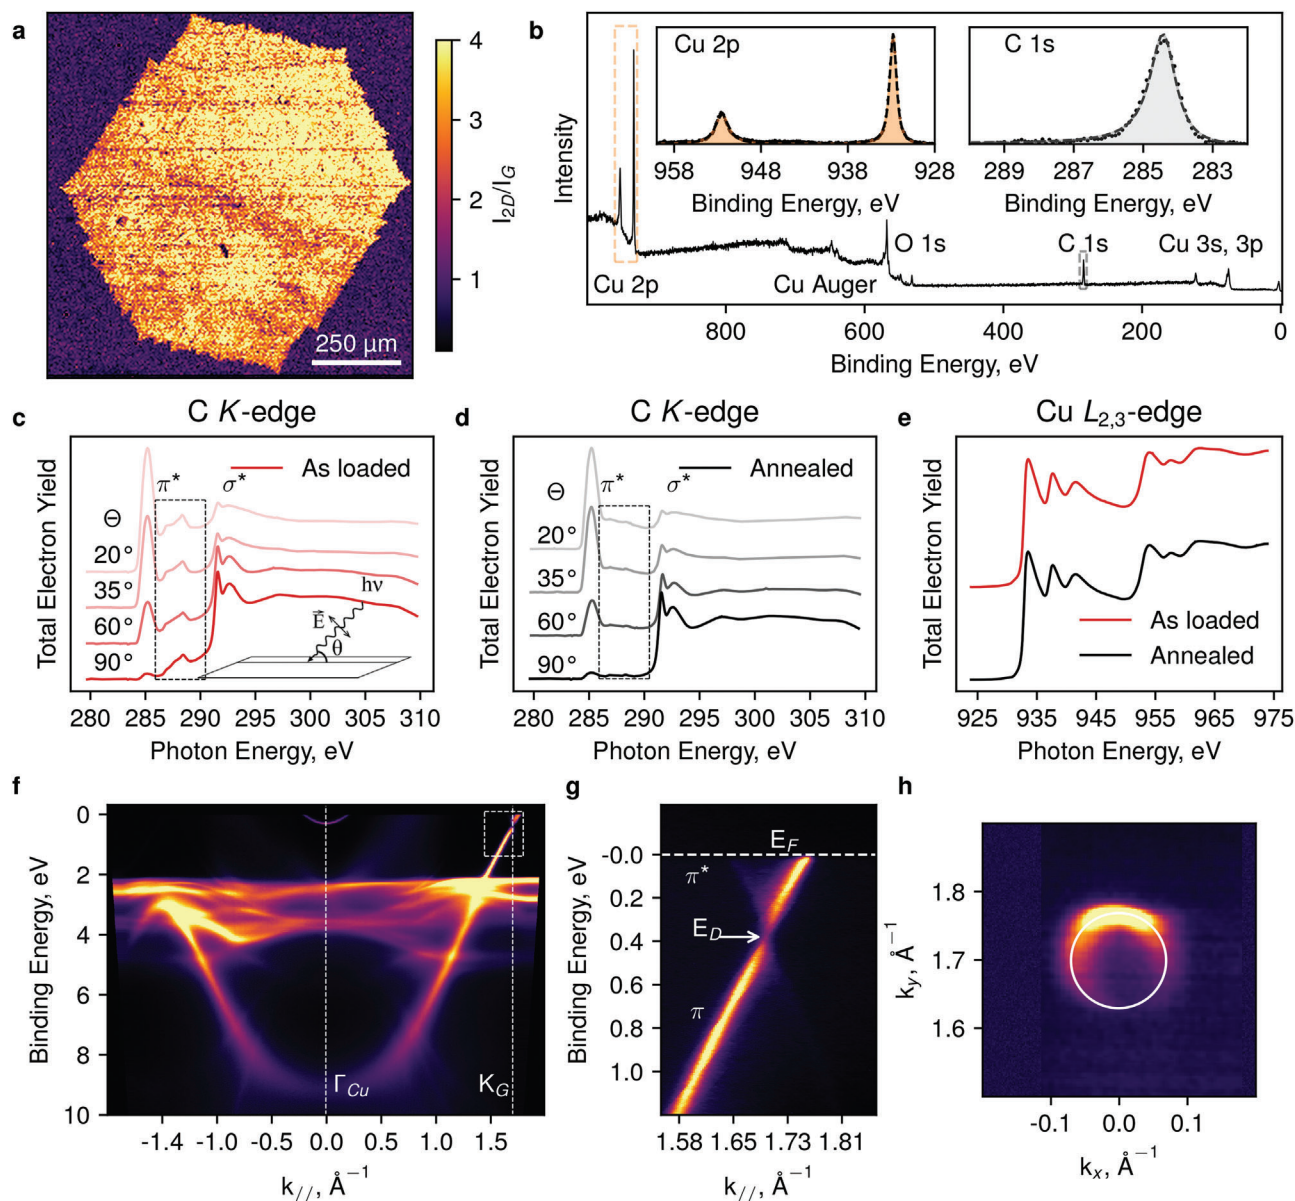 a
4
3
2
1
I2D/IG
250 µm
b
Cu 2p
C 1s
958 948 938 928
Binding Energy, eV
289 287 285 283
Binding Energy, eV
Intensity
Cu 2p
Cu Auger
O 1s
C 1s
Cu 3s, 3p
800 600 400 200 0
Binding Energy, eV
c
C K-edge
As loaded
π* σ*
Θ
20°
35°
60°
90°
hν
E
θ
Total Electron Yield
280 285 290 295 300 305 310
Photon Energy, eV
d
C K-edge
Annealed
π* σ*
Θ
20°
35°
60°
90°
Total Electron Yield
280 285 290 295 300 305 310
Photon Energy, eV
e
Cu L2,3-edge
As loaded
Annealed
Total Electron Yield
925 935 945 955 965 975
Photon Energy, eV
f
0
2
4
6
8
10
Binding Energy, eV
ΓCu
KG
-1.4 -0.5 0.0 0.5 1.0 1.5
k//, Å−1
g
EF
π*
ED
π
-0.0
0.2
0.4
0.6
0.8
1.0
Binding Energy, eV
1.58 1.65 1.73 1.81
k//, Å−1
h
1.8
1.7
1.6
ky, Å−1
-0.1 0.0 0.1
kx, Å−1